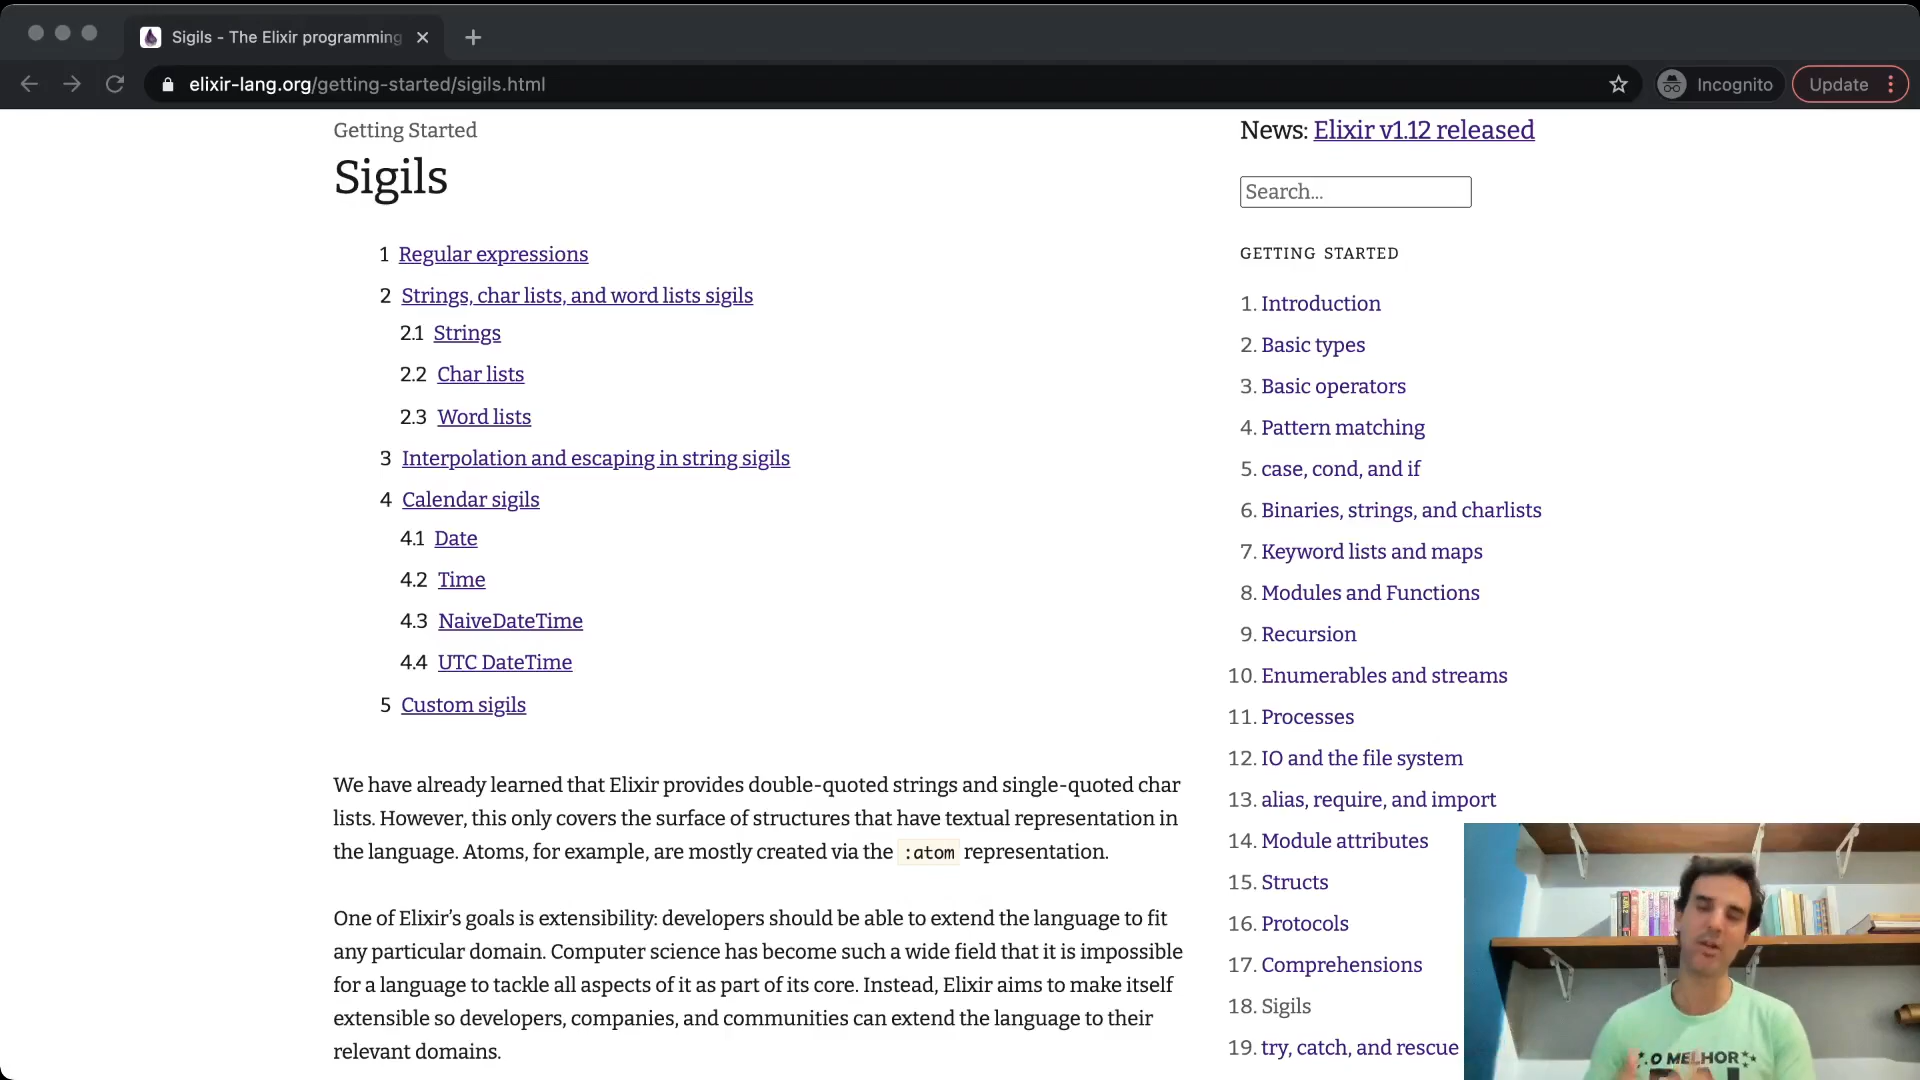 Sigils - The Elixir programming
elixir-lang.org/getting-started/sigils.html
Incognito
Update
Getting Started
Sigils
1 Regular expressions
2 Strings, char lists, and word lists sigils
2.1 Strings
2.2 Char lists
2.3 Word lists
3 Interpolation and escaping in string sigils
4 Calendar sigils
4.1 Date
4.2 Time
4.3 NaiveDateTime
4.4 UTC DateTime
5 Custom sigils
We have already learned that Elixir provides double-quoted strings and single-quoted char
lists. However, this only covers the surface of structures that have textual representation in
the language. Atoms, for example, are mostly created via the :atom representation.
One of Elixir’s goals is extensibility: developers should be able to extend the language to fit
any particular domain. Computer science has become such a wide field that it is impossible
for a language to tackle all aspects of it as part of its core. Instead, Elixir aims to make itself
extensible so developers, companies, and communities can extend the language to their
relevant domains.
News: Elixir v1.12 released
Search...
GETTING STARTED
1. Introduction
2. Basic types
3. Basic operators
4. Pattern matching
5. case, cond, and if
6. Binaries, strings, and charlists
7. Keyword lists and maps
8. Modules and Functions
9. Recursion
10. Enumerables and streams
11. Processes
12. IO and the file system
13. alias, require, and import
14. Module attributes
15. Structs
16. Protocols
17. Comprehensions
18. Sigils
19. try, catch, and rescue
O MELHOR